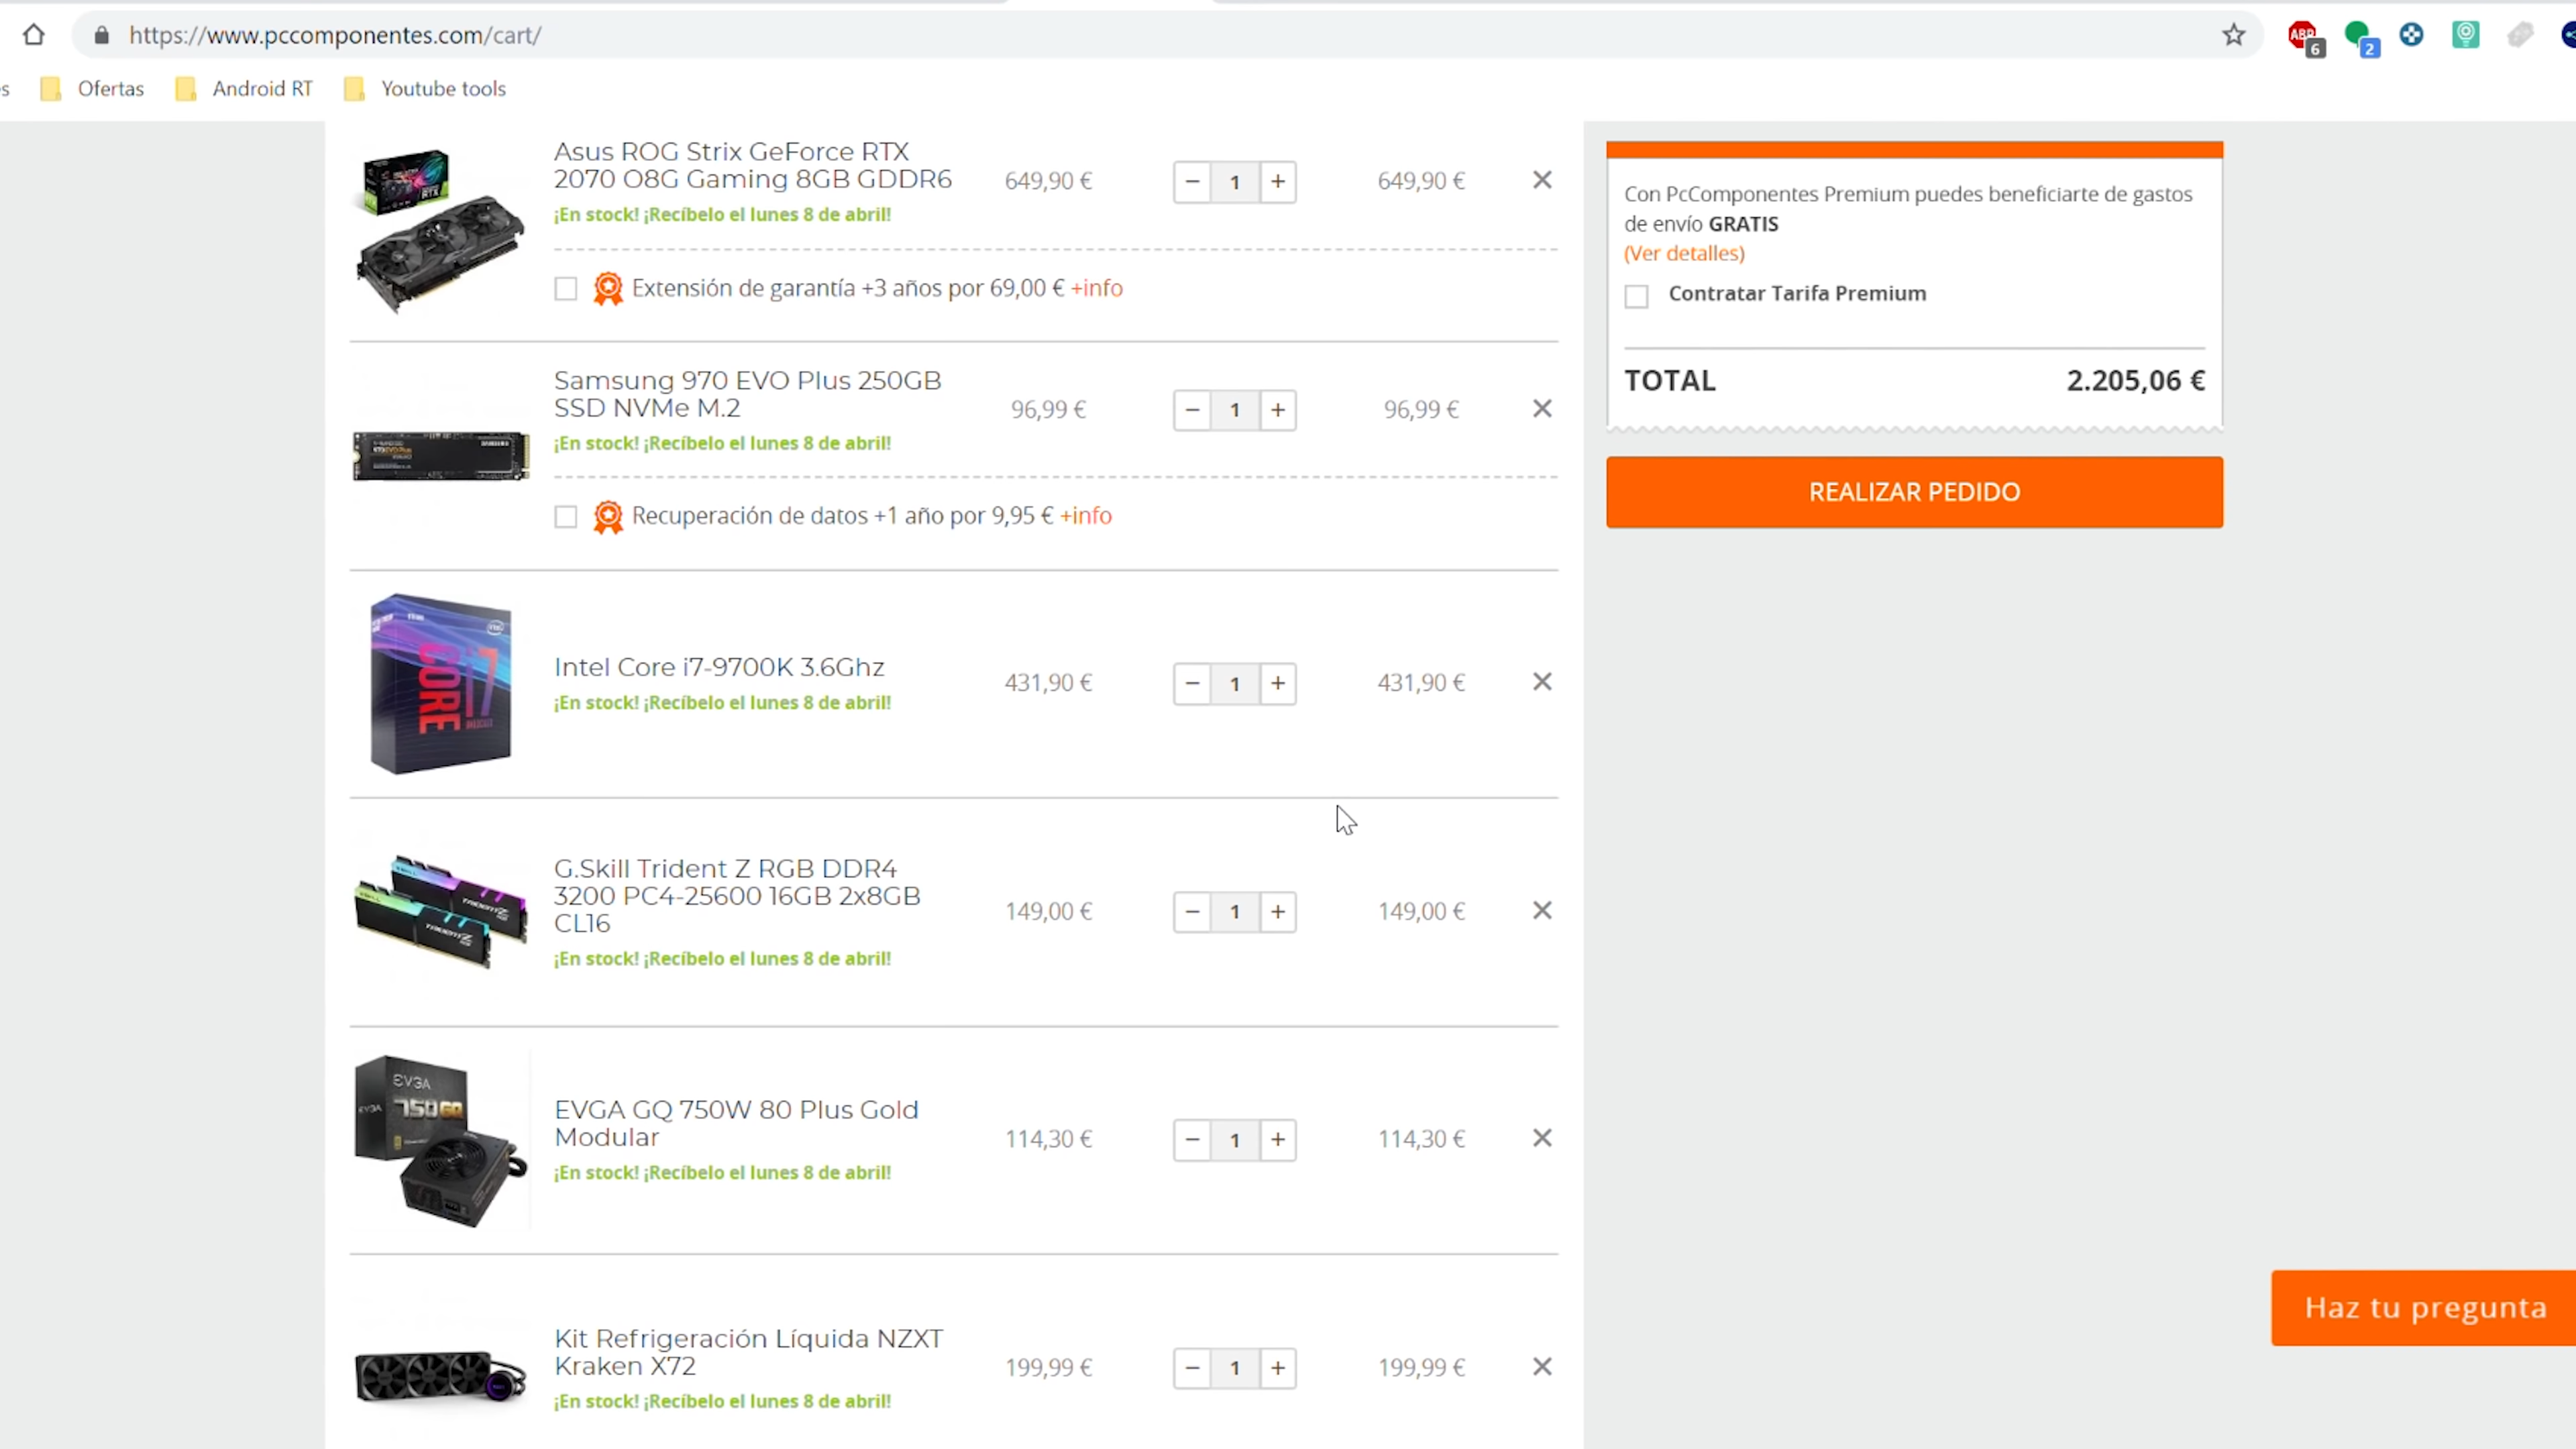 https://www.pccomponentes.com/cart/
ABP 6 2
s Ofertas Android RT Youtube tools
Asus ROG Strix GeForce RTX
2070 O8G Gaming 8GB GDDR6
649,90 € − 1 + 649,90 € ×
¡En stock! ¡Recíbelo el lunes 8 de abril!
Extensión de garantía +3 años por 69,00 € +info
Samsung 970 EVO Plus 250GB
SSD NVMe M.2
96,99 € − 1 + 96,99 € ×
¡En stock! ¡Recíbelo el lunes 8 de abril!
Recuperación de datos +1 año por 9,95 € +info
CORE i7
Intel Core i7-9700K 3.6Ghz
431,90 € − 1 + 431,90 € ×
¡En stock! ¡Recíbelo el lunes 8 de abril!
G.Skill Trident Z RGB DDR4
3200 PC4-25600 16GB 2x8GB
CL16
149,00 € − 1 + 149,00 € ×
¡En stock! ¡Recíbelo el lunes 8 de abril!
EVGA
750 GQ
EVGA GQ 750W 80 Plus Gold
Modular
114,30 € − 1 + 114,30 € ×
¡En stock! ¡Recíbelo el lunes 8 de abril!
Kit Refrigeración Líquida NZXT
Kraken X72
199,99 € − 1 + 199,99 € ×
¡En stock! ¡Recíbelo el lunes 8 de abril!
Con PcComponentes Premium puedes beneficiarte de gastos
de envío GRATIS
(Ver detalles)
Contratar Tarifa Premium
TOTAL 2.205,06 €
REALIZAR PEDIDO
Haz tu pregunta